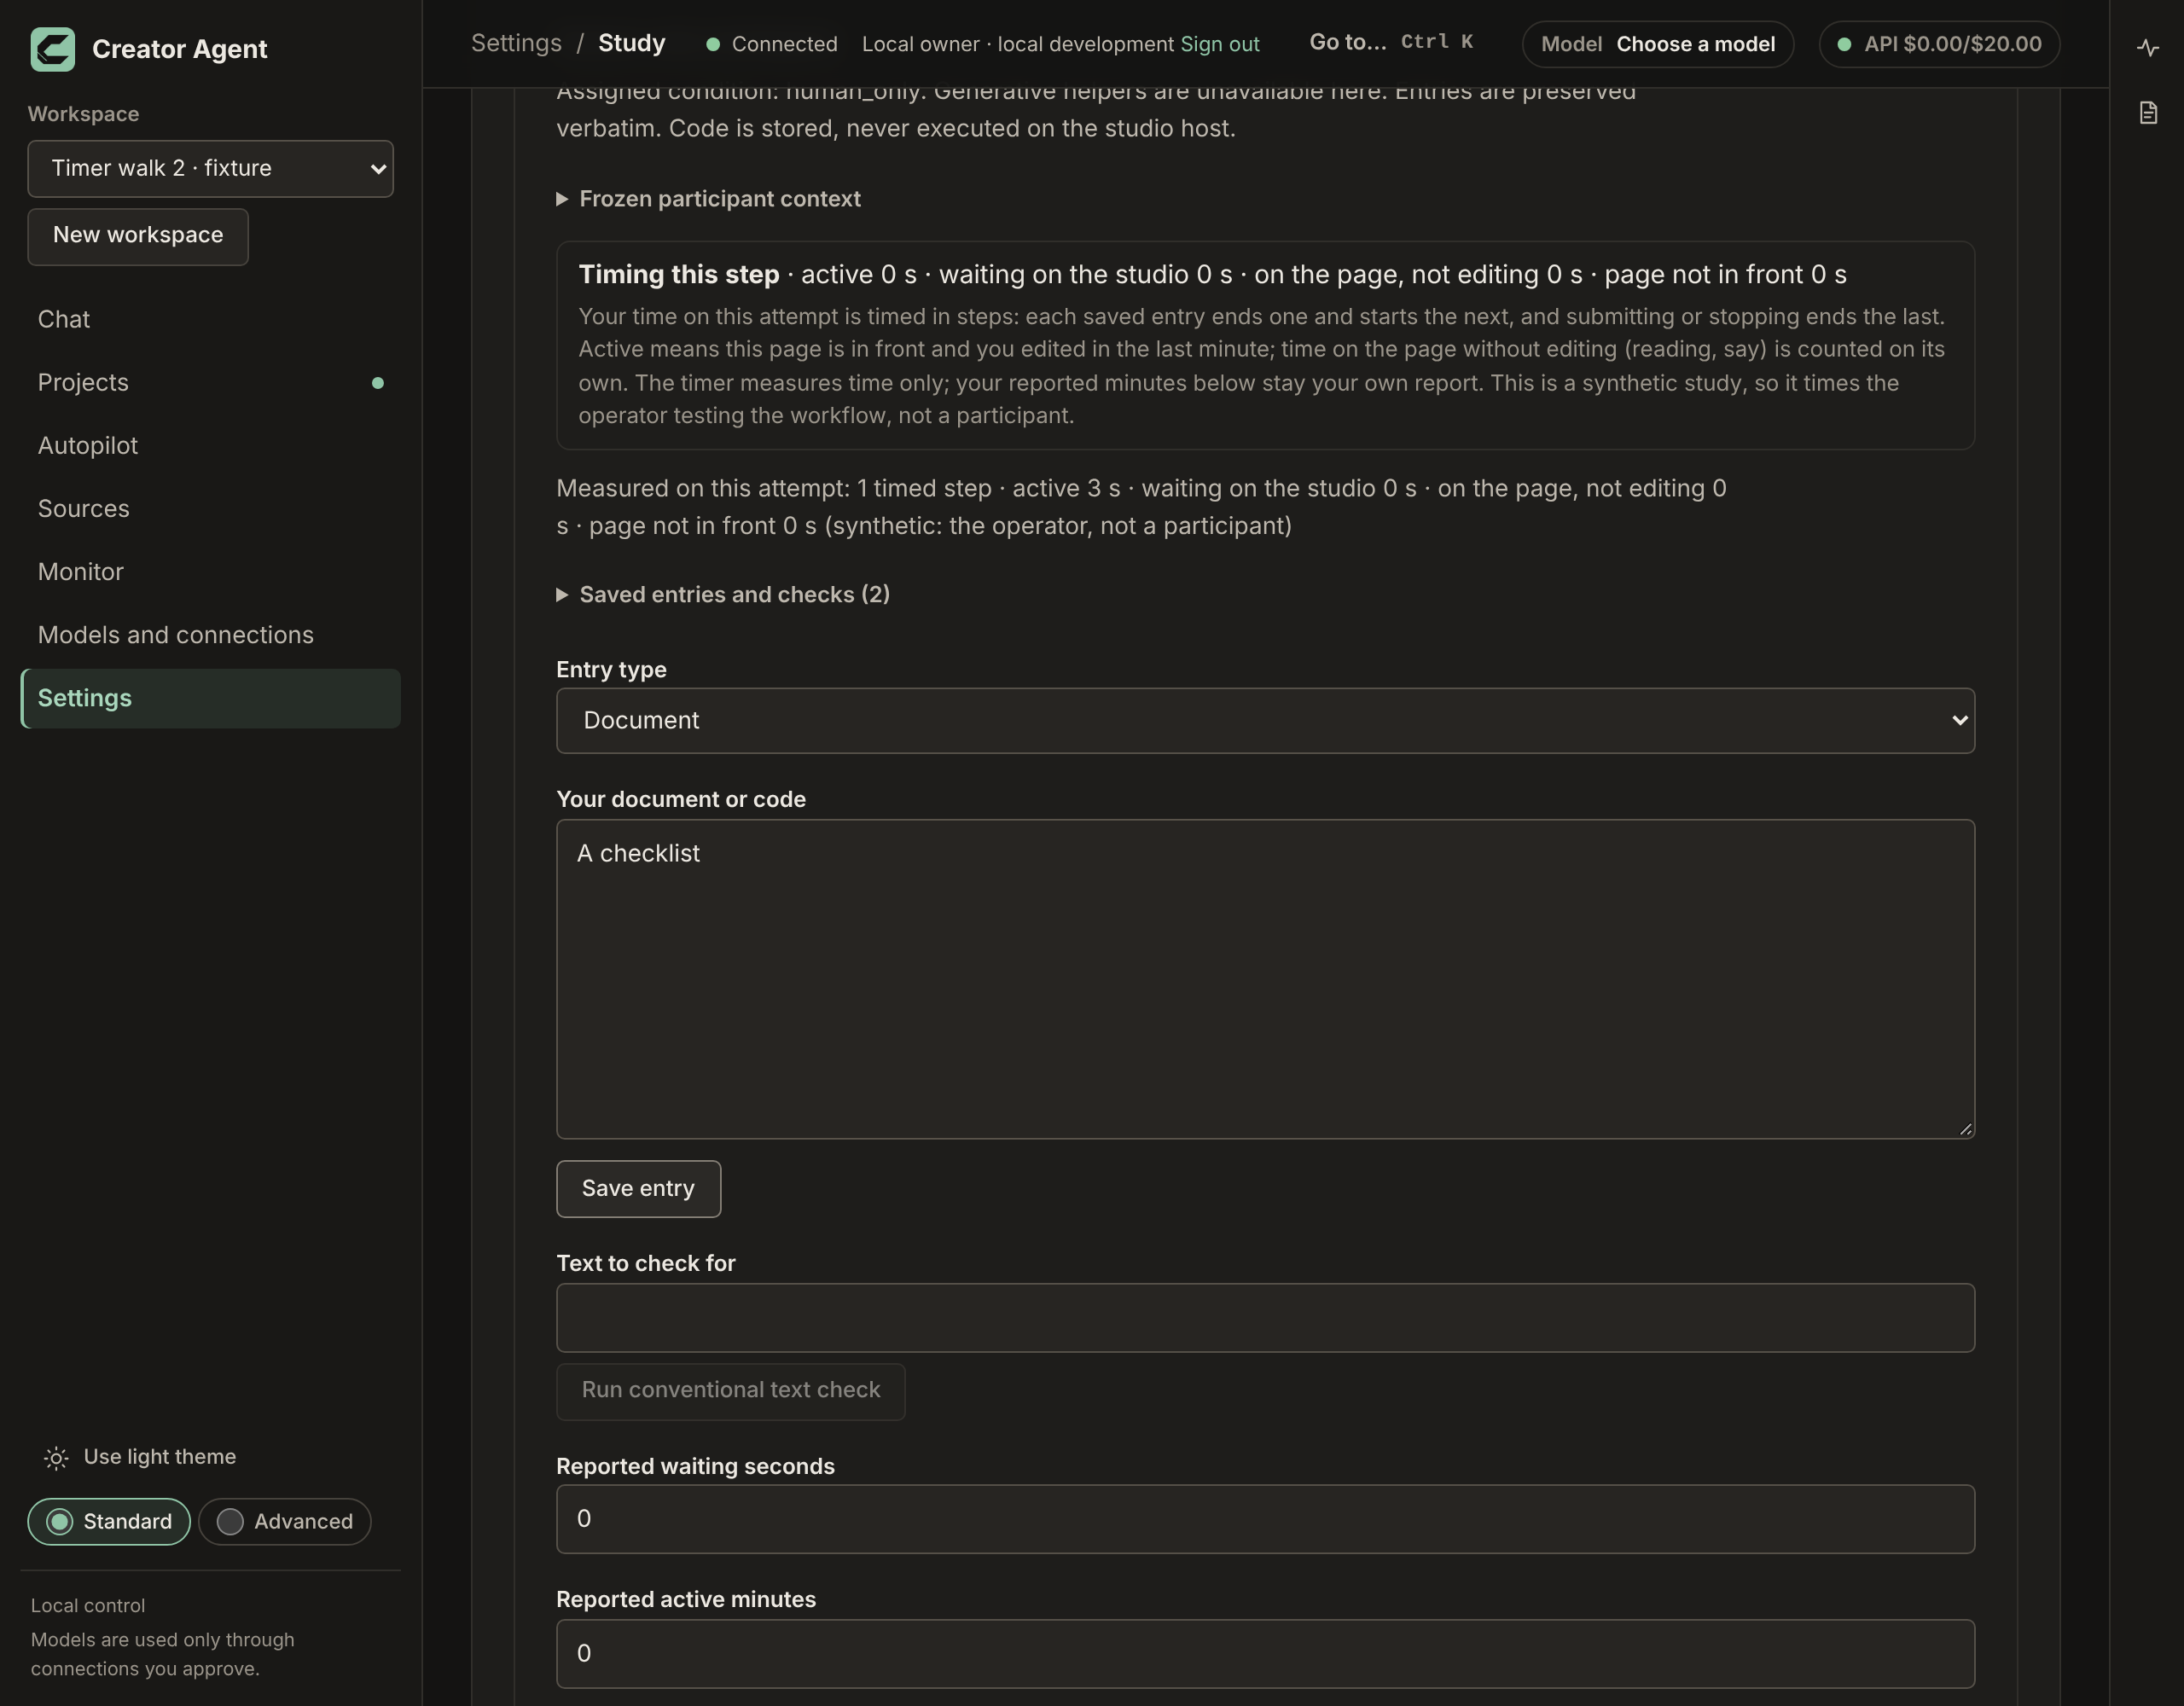 Creator Agent
Workspace
Timer walk 2 · fixture
New workspace
Chat
Projects
Autopilot
Sources
Monitor
Models and connections
Settings
Use light theme
Standard
Advanced
Local control
Models are used only through
connections you approve.
Settings / Study
Connected
Local owner · local development Sign out
Go to... Ctrl K
Model Choose a model
API $0.00/$20.00
Assigned condition: human_only. Generative helpers are unavailable here. Entries are preserved
verbatim. Code is stored, never executed on the studio host.
Frozen participant context
Timing this step · active 0 s · waiting on the studio 0 s · on the page, not editing 0 s · page not in front 0 s
Your time on this attempt is timed in steps: each saved entry ends one and starts the next, and submitting or stopping ends the last.
Active means this page is in front and you edited in the last minute; time on the page without editing (reading, say) is counted on its
own. The timer measures time only; your reported minutes below stay your own report. This is a synthetic study, so it times the
operator testing the workflow, not a participant.
Measured on this attempt: 1 timed step · active 3 s · waiting on the studio 0 s · on the page, not editing 0
s · page not in front 0 s (synthetic: the operator, not a participant)
Saved entries and checks (2)
Entry type
Document
Your document or code
A checklist
Save entry
Text to check for
Run conventional text check
Reported waiting seconds
0
Reported active minutes
0